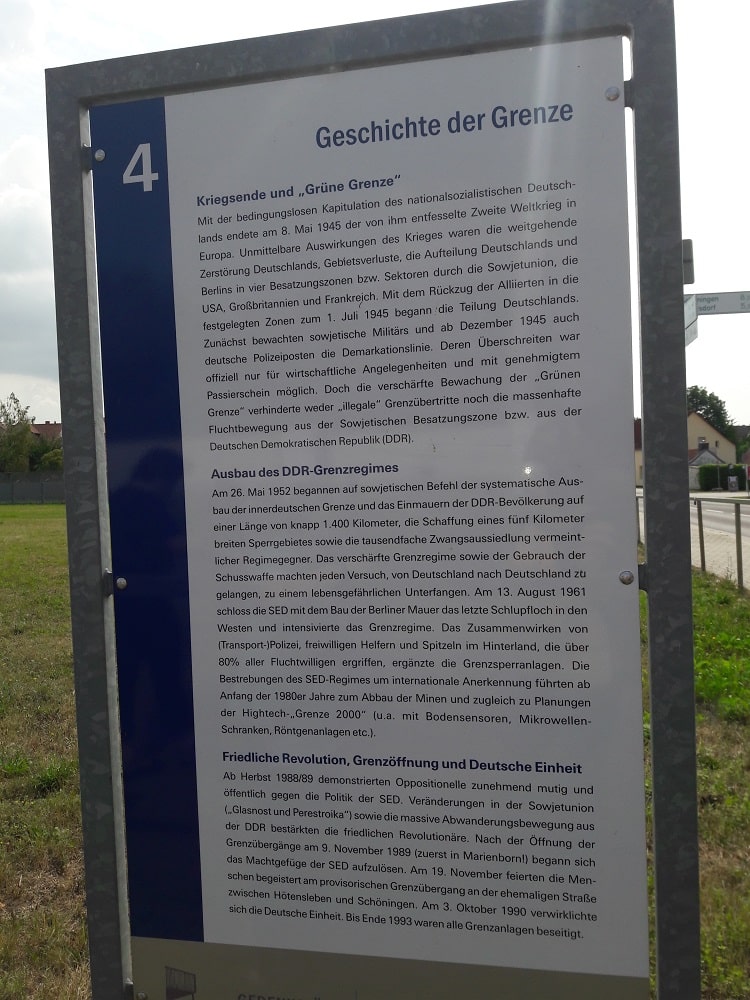 4
Geschichte der Grenze
Kriegsende und „Grüne Grenze“
Mit der bedingungslosen Kapitulation des nationalsozialistischen Deutsch-
lands endete am 8. Mai 1945 der von ihm entfesselte Zweite Weltkrieg in
Europa. Unmittelbare Auswirkungen des Krieges waren die weitgehende
Zerstörung Deutschlands, Gebietsverluste, die Aufteilung Deutschlands und
Berlins in vier Besatzungszonen bzw. Sektoren durch die Sowjetunion, die
USA, Großbritannien und Frankreich. Mit dem Rückzug der Alliierten in die
festgelegten Zonen zum 1. Juli 1945 begann die Teilung Deutschlands.
Zunächst bewachten sowjetische Militärs und ab Dezember 1945 auch
deutsche Polizeiposten die Demarkationslinie. Deren Überschreiten war
offiziell nur für wirtschaftliche Angelegenheiten und mit genehmigtem
Passierschein möglich. Doch die verschärfte Bewachung der „Grünen
Grenze“ verhinderte weder „illegale“ Grenzübertritte noch die massenhafte
Fluchtbewegung aus der Sowjetischen Besatzungszone bzw. aus der
Deutschen Demokratischen Republik (DDR).
Ausbau des DDR-Grenzregimes
Am 26. Mai 1952 begannen auf sowjetischen Befehl der systematische Aus-
bau der innerdeutschen Grenze und das Einmauern der DDR-Bevölkerung auf
einer Länge von knapp 1.400 Kilometer, die Schaffung eines fünf Kilometer
breiten Sperrgebietes sowie die tausendfache Zwangsaussiedlung vermeint-
licher Regimegegner. Das verschärfte Grenzregime sowie der Gebrauch der
Schusswaffe machten jeden Versuch, von Deutschland nach Deutschland zu
gelangen, zu einem lebensgefährlichen Unterfangen. Am 13. August 1961
schloss die SED mit dem Bau der Berliner Mauer das letzte Schlupfloch in den
Westen und intensivierte das Grenzregime. Das Zusammenwirken von
(Transport-)Polizei, freiwilligen Helfern und Spitzeln im Hinterland, die über
80% aller Fluchtwilligen ergriffen, ergänzte die Grenzsperranlagen. Die
Bestrebungen des SED-Regimes um internationale Anerkennung führten ab
Anfang der 1980er Jahre zum Abbau der Minen und zugleich zu Planungen
der Hightech-„Grenze 2000“ (u.a. mit Bodensensoren, Mikrowellen-
Schranken, Röntgenanlagen etc.).
Friedliche Revolution, Grenzöffnung und Deutsche Einheit
Ab Herbst 1988/89 demonstrierten Oppositionelle zunehmend mutig und
öffentlich gegen die Politik der SED. Veränderungen in der Sowjetunion
(„Glasnost und Perestroika“) sowie die massive Abwanderungsbewegung aus
der DDR bestärkten die friedlichen Revolutionäre. Nach der Öffnung der
Grenzübergänge am 9. November 1989 (zuerst in Marienborn!) begann sich
das Machtgefüge der SED aufzulösen. Am 19. November feierten die Men-
schen begeistert am provisorischen Grenzübergang an der ehemaligen Straße
zwischen Hötensleben und Schöningen. Am 3. Oktober 1990 verwirklichte
sich die Deutsche Einheit. Bis Ende 1993 waren alle Grenzanlagen beseitigt.